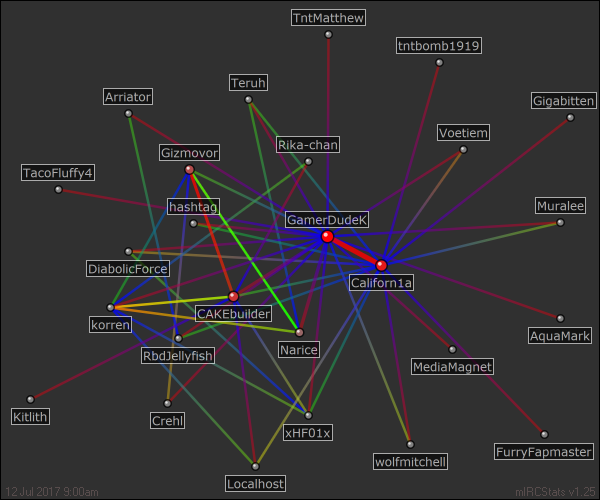 TntMatthew
tntbomb1919
Teruh
Arriator
Gigabitten
Voetiem
Rika-chan
Gizmovor
TacoFluffy4
hashtag
Muralee
GamerDudeK
DiabolicForce
Californ1a
CAKEbuilder
korren
AquaMark
Narice
RbdJellyfish
MediaMagnet
Kitlith
Crehl
xHF01x
FurryFapmaster
wolfmitchell
Localhost
12 Jul 2017 9:00am
mIRCStats v1.25